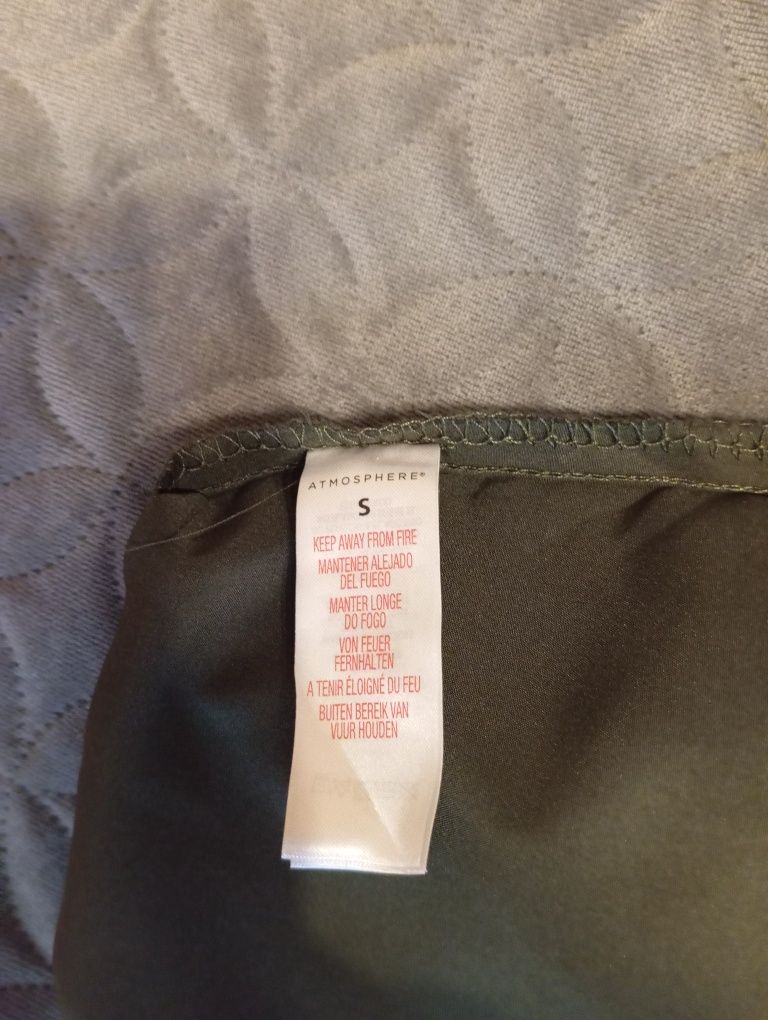 ATMOSPHERE®
S
KEEP AWAY FROM FIRE
MANTENER ALEJADO
DEL FUEGO
MANTER LONGE
DO FOGO
VON FEUER
FERNHALTEN
A TENIR ÉLOIGNÉ DU FEU
BUITEN BEREIK VAN
VUUR HOUDEN